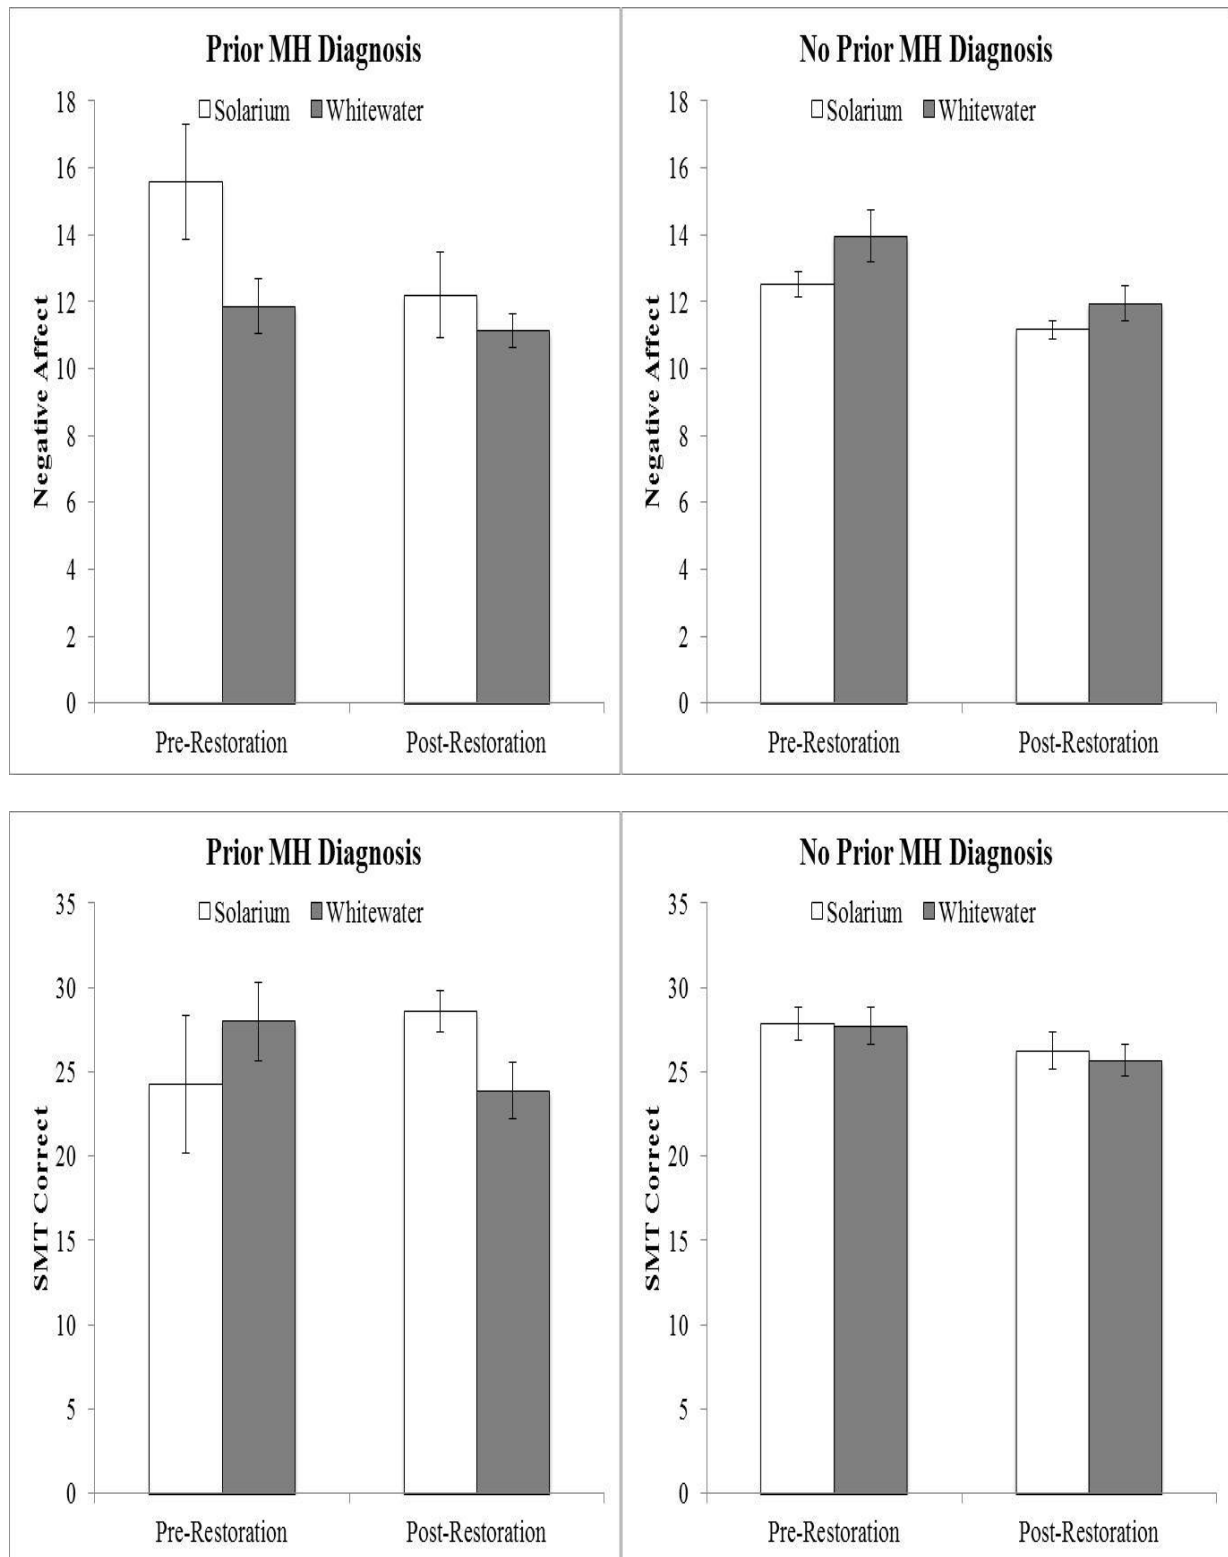 Prior MH Diagnosis
Solarium Whitewater
18
16
14
12
10
8
6
4
2
0
Negative Affect
Pre-Restoration Post-Restoration
No Prior MH Diagnosis
Solarium Whitewater
18
16
14
12
10
8
6
4
2
0
Negative Affect
Pre-Restoration Post-Restoration
Prior MH Diagnosis
Solarium Whitewater
35
30
25
20
15
10
5
0
SMT Correct
Pre-Restoration Post-Restoration
No Prior MH Diagnosis
Solarium Whitewater
35
30
25
20
15
10
5
0
SMT Correct
Pre-Restoration Post-Restoration